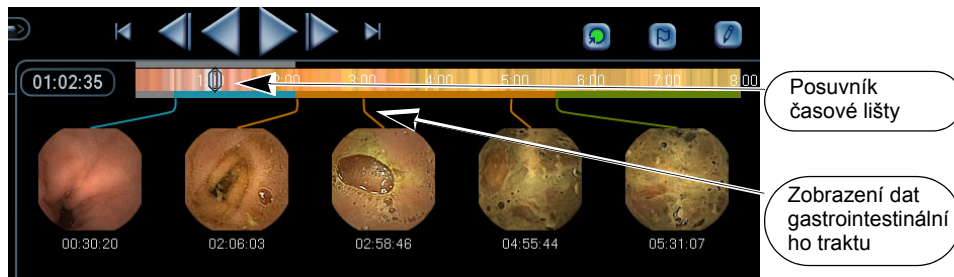 01:02:35
1:00 2:00 3:00 4:00 5:00 6:00 7:00 8:00
Posuvník
časové lišty
Zobrazení dat
gastrointestinální
ho traktu
00:30:20 02:06:03 02:58:46 04:55:44 05:31:07